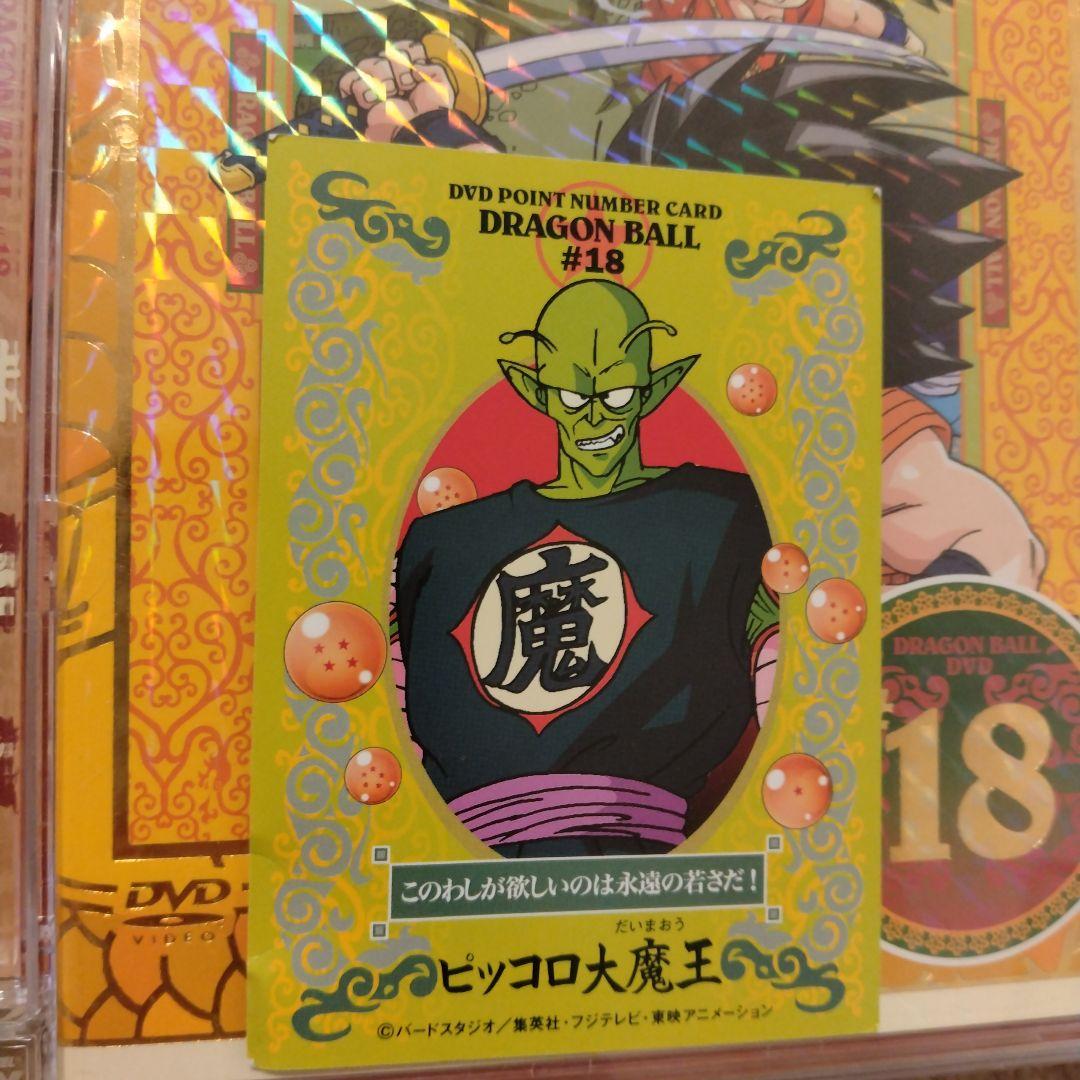 DVD POINT NUMBER CARD
DRAGON BALL
#18
魔
このわしが欲しいのは永遠の若さだ!
だいまおう
ピッコロ大魔王
©バードスタジオ/集英社・フジテレビ・東映アニメーション
DRAGON BALL
DVD
18
DVD
VIDEO